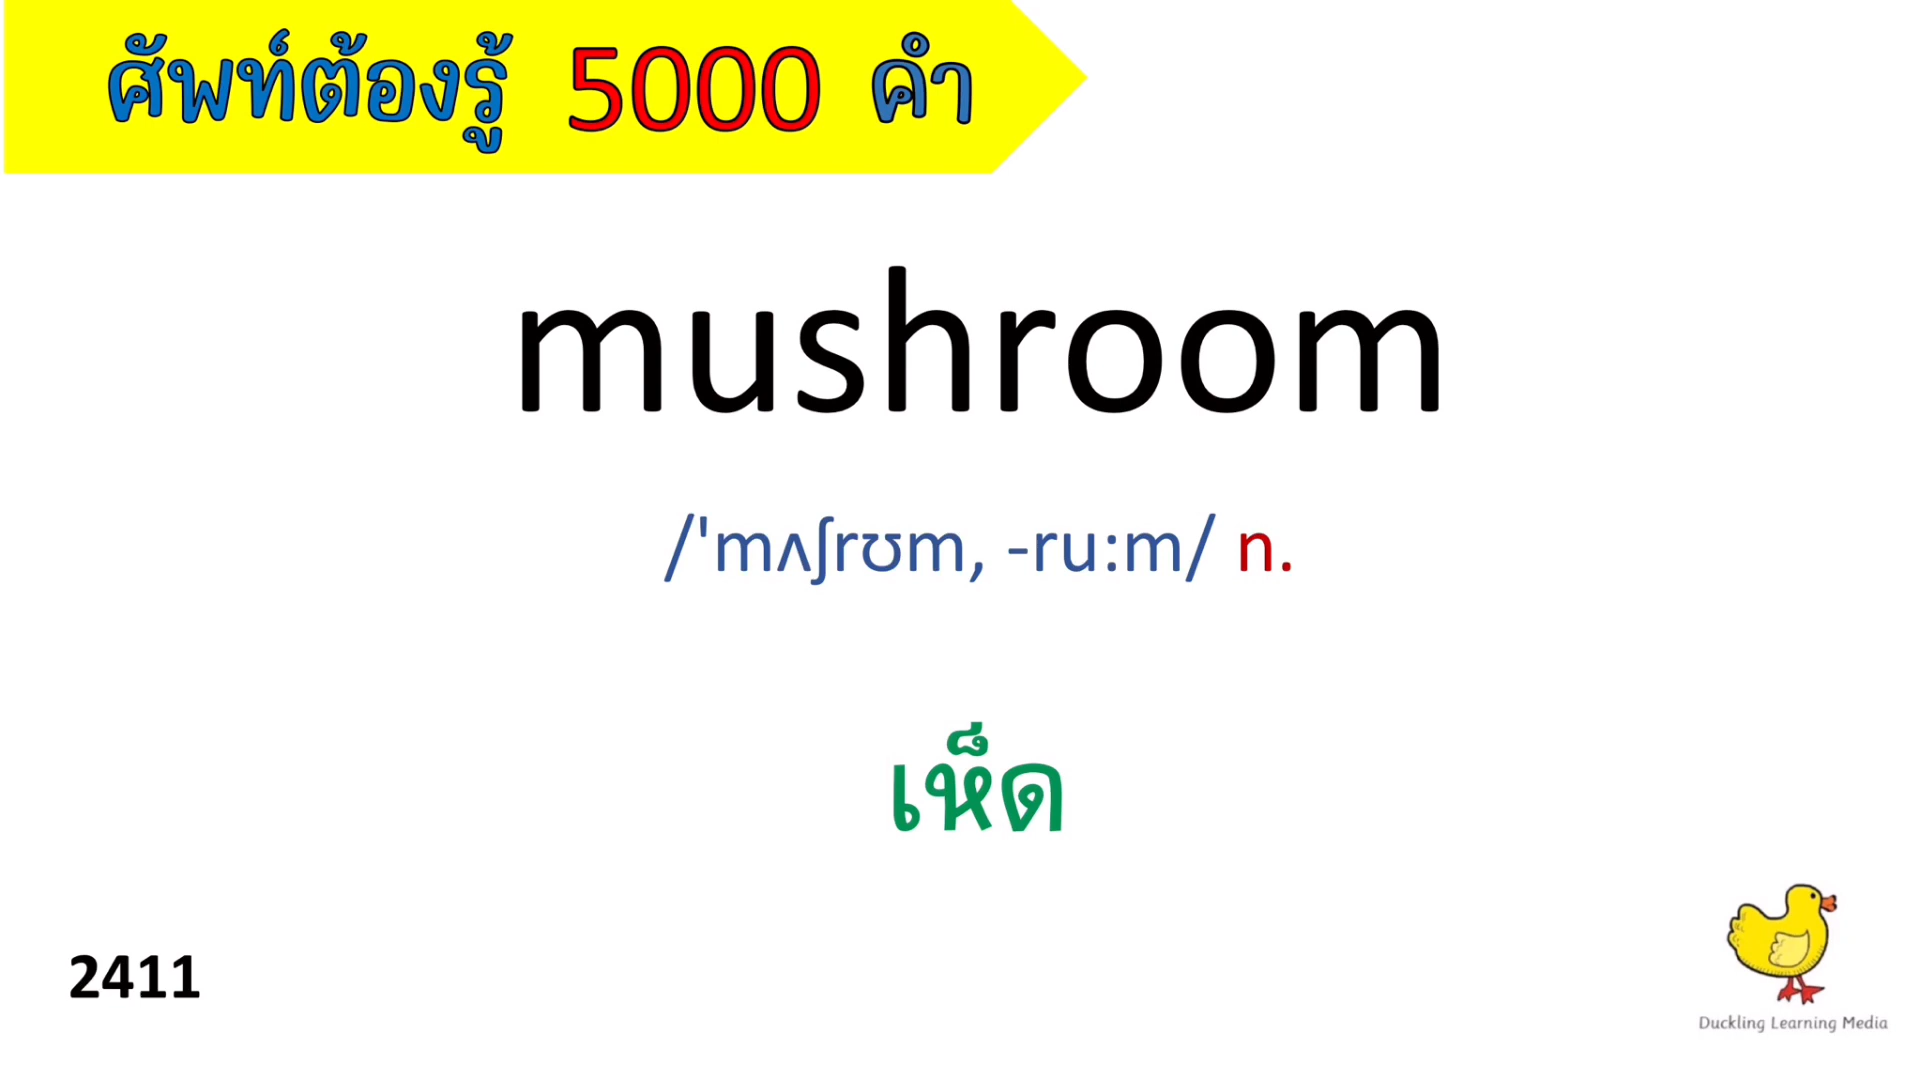 ศัพท์ต้องรู้ 5000 คำ
mushroom
/'mʌʃrʊm, -ru:m/ n.
เห็ด
2411
Duckling Learning Media